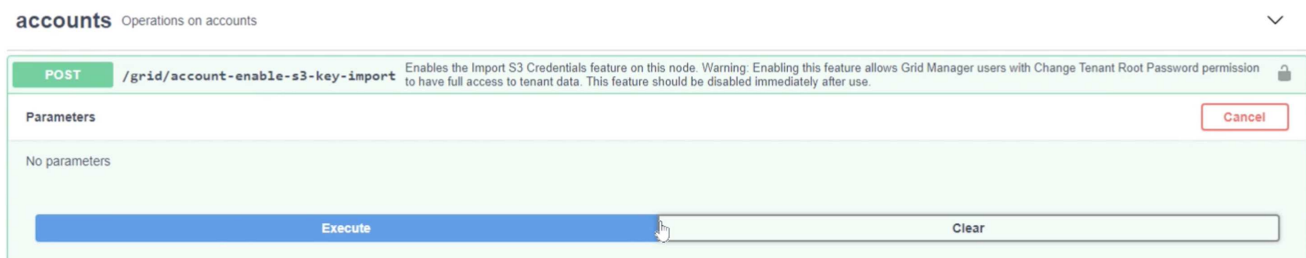 accounts Operations on accounts
POST /grid/account-enable-s3-key-import Enables the Import S3 Credentials feature on this node. Warning: Enabling this feature allows Grid Manager users with Change Tenant Root Password permission
to have full access to tenant data. This feature should be disabled immediately after use.
Parameters Cancel
No parameters
Execute Clear